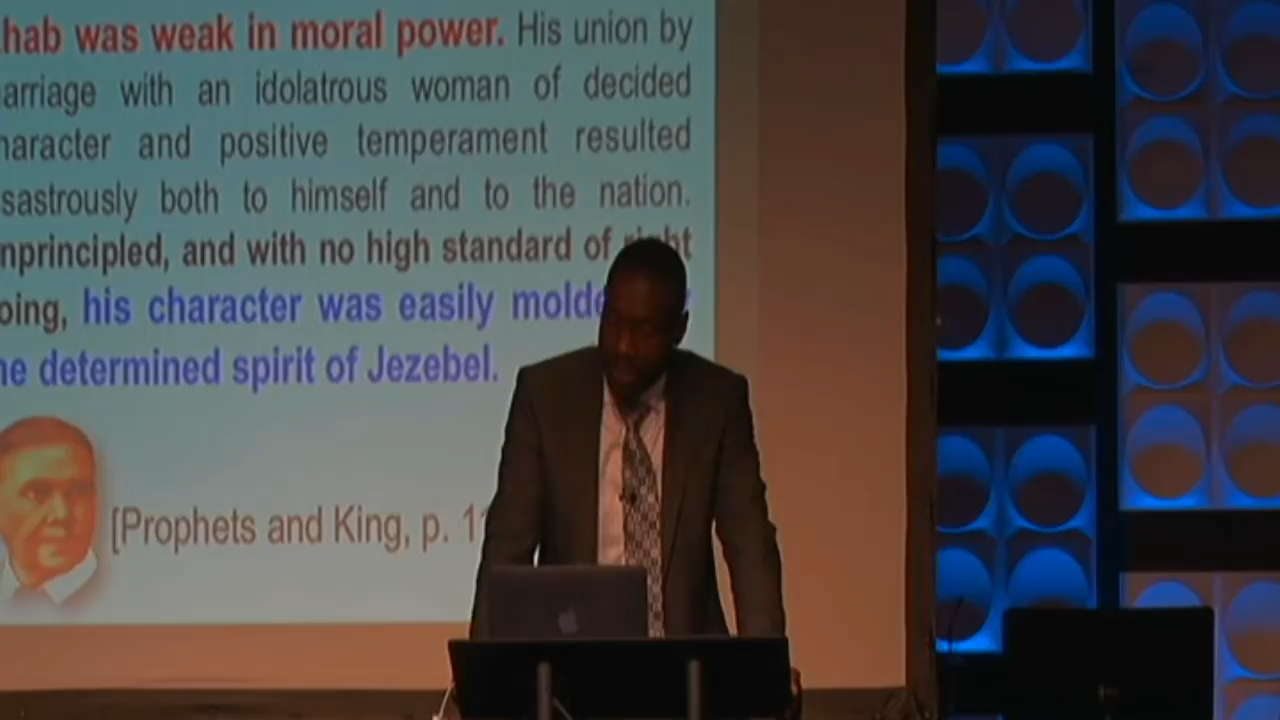 hab was weak in moral power. His union by
arriage with an idolatrous woman of decided
haracter and positive temperament resulted
sastrously both to himself and to the nation.
nprincipled, and with no high standard of right
oing, his character was easily molde
he determined spirit of Jezebel.
[Prophets and King, p. 1